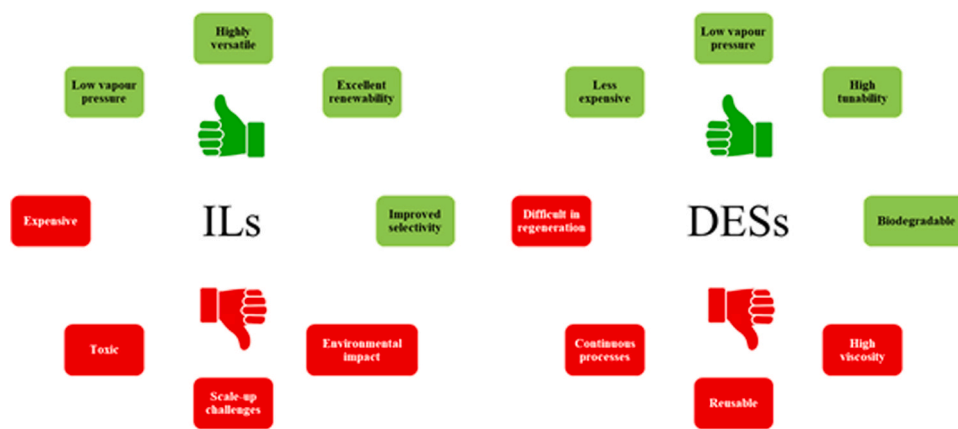 Highly
versatile
Low vapour
pressure
Excellent
renewability
Expensive
ILs
Improved
selectivity
Toxic
Environmental
impact
Scale-up
challenges
Low vapour
pressure
Less
expensive
High
tunability
Difficult in
regeneration
DESs
Biodegradable
Continuous
processes
High
viscosity
Reusable